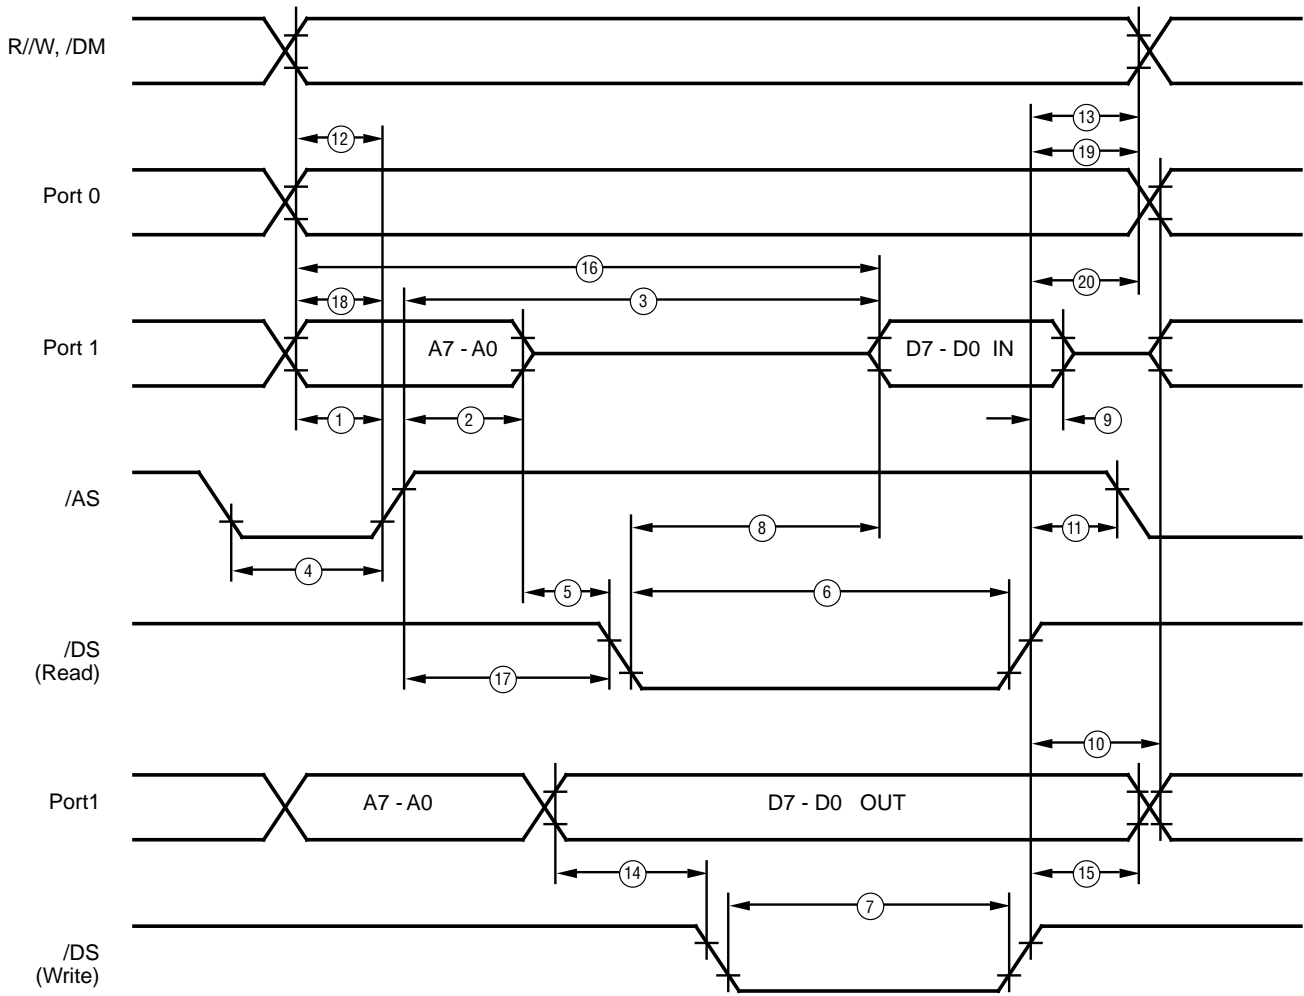 R//W, /DM
13
12
19
Port 0
16
20
18
3
Port 1
A7 - A0
D7 - D0 IN
1
2
9
/AS
8
11
4
5
6
/DS
(Read)
17
10
Port1
A7 - A0
D7 - D0 OUT
14
15
7
/DS
(Write)